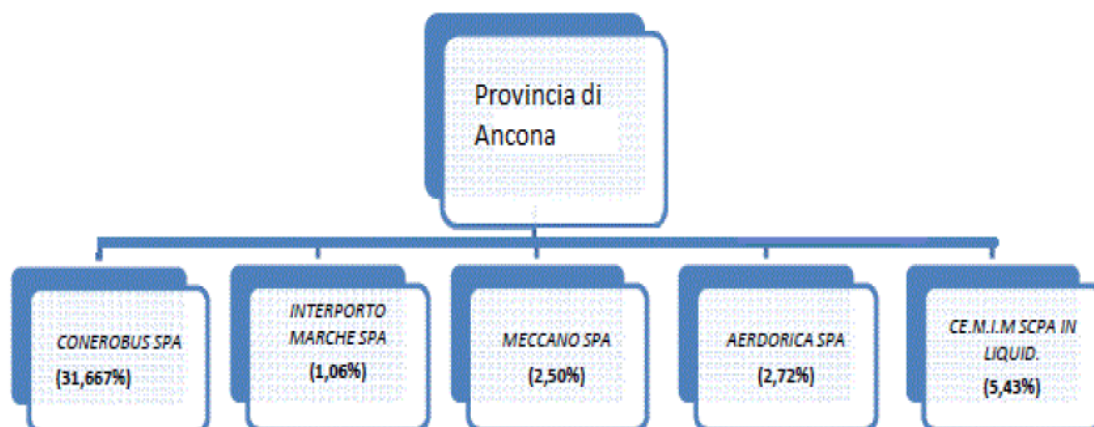 Provincia di
Ancona
CONEROBUS SPA
(31,667%)
INTERPORTO
MARCHE SPA
(1,06%)
MECCANO SPA
(2,50%)
AERDORICA SPA
(2,72%)
CE.M.I.M SCPA IN
LIQUID.
(5,43%)